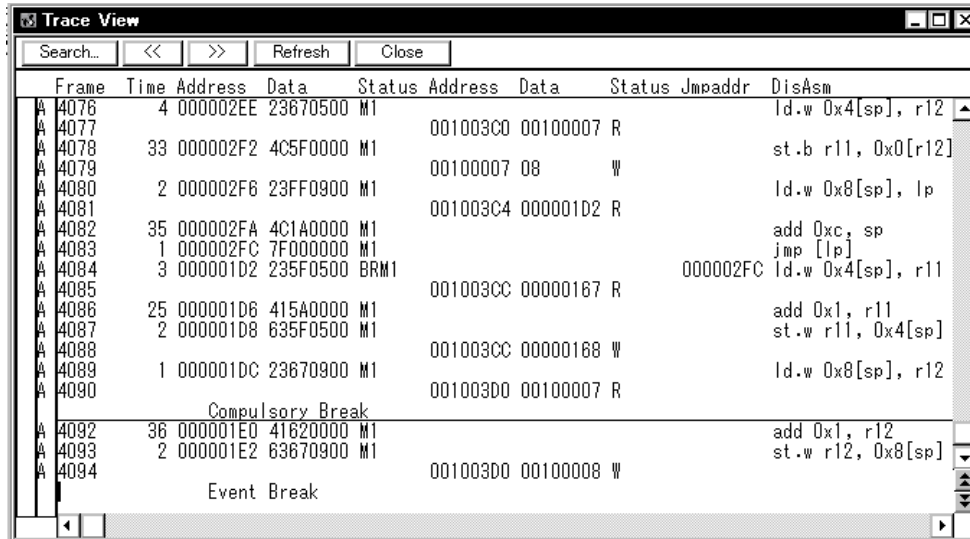 Trace View
Search... << >> Refresh Close
Frame Time Address Data Status Address Data Status Jmpaddr DisAsm
A 4076 4 000002EE 23670500 M1 ld.w 0x4[sp], r12
A 4077 001003C0 00100007 R
A 4078 33 000002F2 4C5F0000 M1 st.b r11, 0x0[r12]
A 4079 00100007 08 W
A 4080 2 000002F6 23FF0900 M1 ld.w 0x8[sp], lp
A 4081 001003C4 000001D2 R
A 4082 35 000002FA 4C1A0000 M1 add 0xc, sp
A 4083 1 000002FC 7F000000 M1 jmp [lp]
A 4084 3 000001D2 235F0500 BRM1 000002FC ld.w 0x4[sp], r11
A 4085 001003CC 00000167 R
A 4086 25 000001D6 415A0000 M1 add 0x1, r11
A 4087 2 000001D8 635F0500 M1 st.w r11, 0x4[sp]
A 4088 001003CC 00000168 W
A 4089 1 000001DC 23670900 M1 ld.w 0x8[sp], r12
A 4090 001003D0 00100007 R
Compulsory Break
A 4092 36 000001E0 41620000 M1 add 0x1, r12
A 4093 2 000001E2 63670900 M1 st.w r12, 0x8[sp]
A 4094 001003D0 00100008 W
Event Break